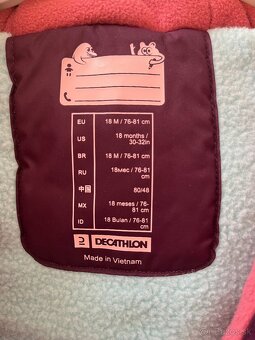 EU 18 M / 76-81 cm
US 18 months /
30-32in
BR 18 M / 76-81 cm
RU 18мес / 76-81
cm
中国 80/48
MX 18 meses / 76-
81 cm
ID 18 Bulan / 76-81
cm
DECATHLON
Made in Vietnam